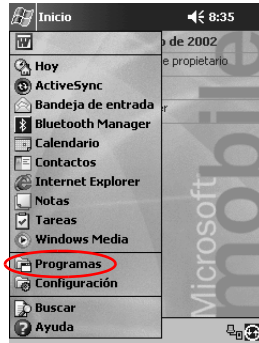 Inicio 8:35
o de 2002
Hoy
e propietario
ActiveSync
Bandeja de entrada
r
Bluetooth Manager
Calendario
Contactos
Internet Explorer
Notas
Tareas
Windows Media
Programas
Configuración
Buscar
Ayuda
Microsoft
mobile